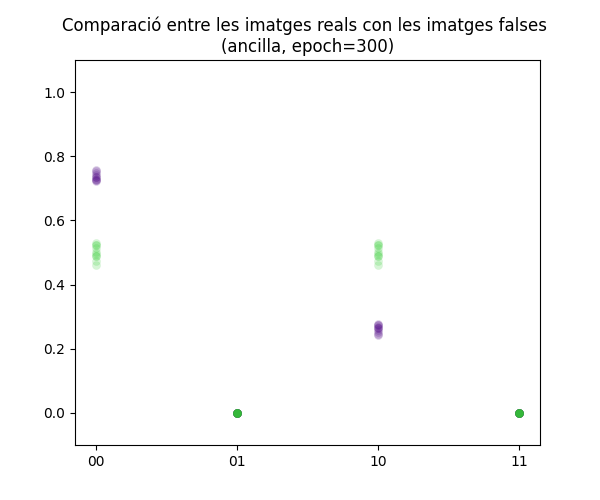 Comparació entre les imatges reals con les imatges falses
(ancilla, epoch=300)
1.0
0.8
0.6
0.4
0.2
0.0
00 01 10 11